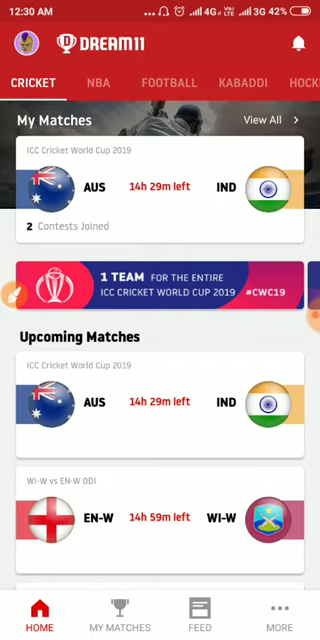 12:30 AM ... 4G VoLTE 3G 42%
DREAM11
CRICKET NBA FOOTBALL KABADDI HOCK
My Matches View All >
ICC Cricket World Cup 2019
AUS 14h 29m left IND
2 Contests Joined
1 TEAM FOR THE ENTIRE
ICC CRICKET WORLD CUP 2019 #CWC19
Upcoming Matches
ICC Cricket World Cup 2019
AUS 14h 29m left IND
WI-W vs EN-W ODI
EN-W 14h 59m left WI-W
HOME MY MATCHES FEED MORE